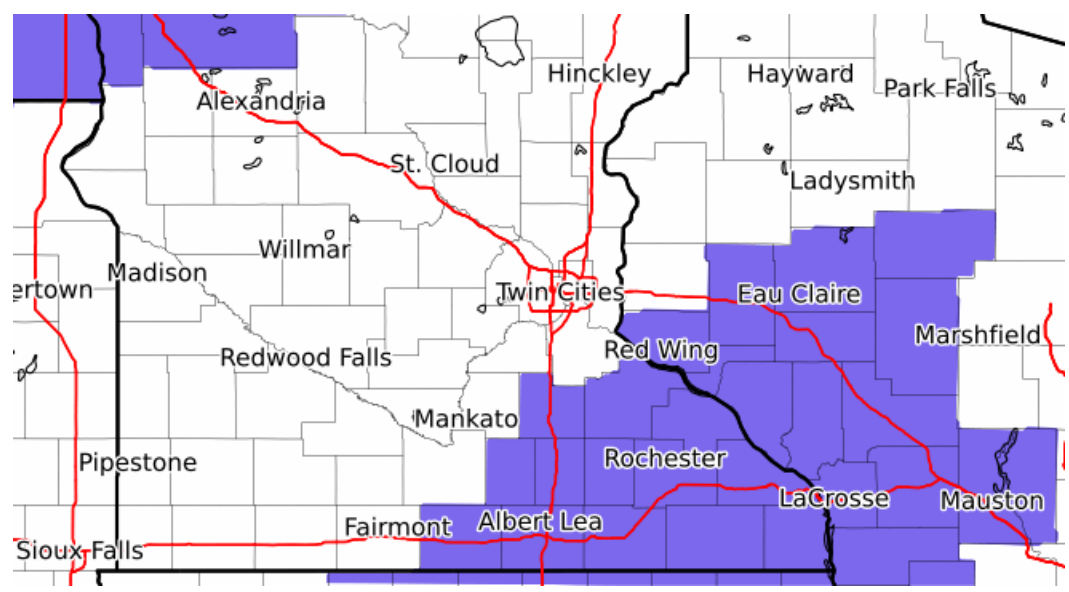 Hinckley
Hayward
Park Falls
Alexandria
St. Cloud
Ladysmith
Willmar
Madison
ertown
Twin Cities
Eau Claire
Marshfield
Red Wing
Redwood Falls
Mankato
Pipestone
Rochester
LaCrosse
Mauston
Fairmont
Albert Lea
Sioux Falls